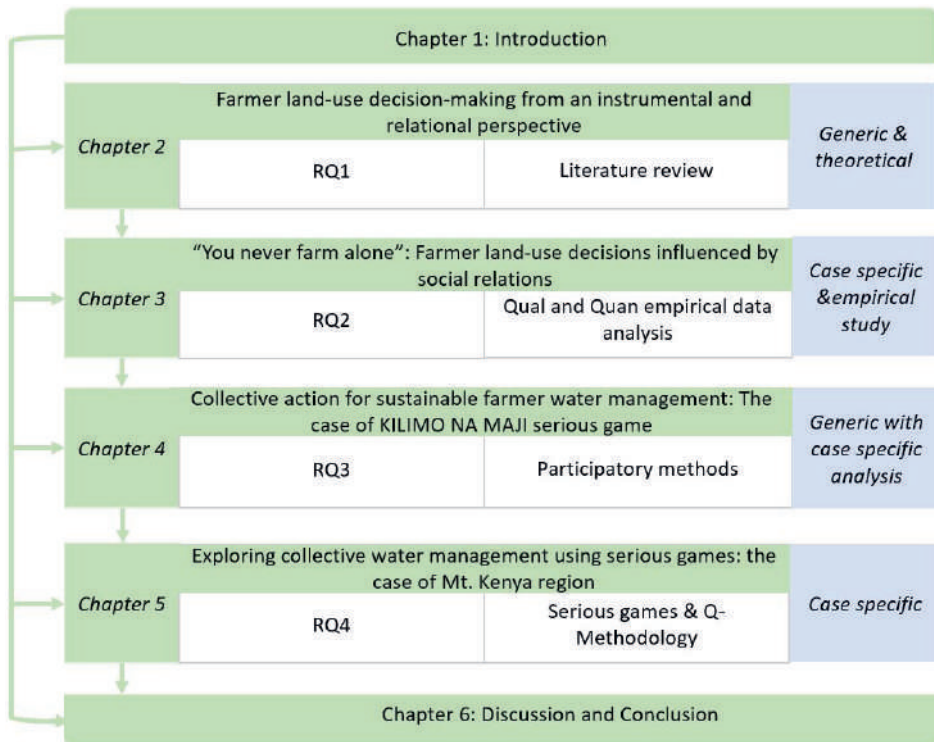 Chapter 1: Introduction
Farmer land-use decision-making from an instrumental and
relational perspective
Chapter 2
RQ1
Literature review
Generic &
theoretical
"You never farm alone": Farmer land-use decisions influenced by
social relations
Chapter 3
RQ2
Qual and Quan empirical data
analysis
Case specific
&empirical
study
Collective action for sustainable farmer water management: The
case of KILIMO NA MAJI serious game
Chapter 4
RQ3
Participatory methods
Generic with
case specific
analysis
Exploring collective water management using serious games: the
case of Mt. Kenya region
Chapter 5
RQ4
Serious games & Q-
Methodology
Case specific
Chapter 6: Discussion and Conclusion